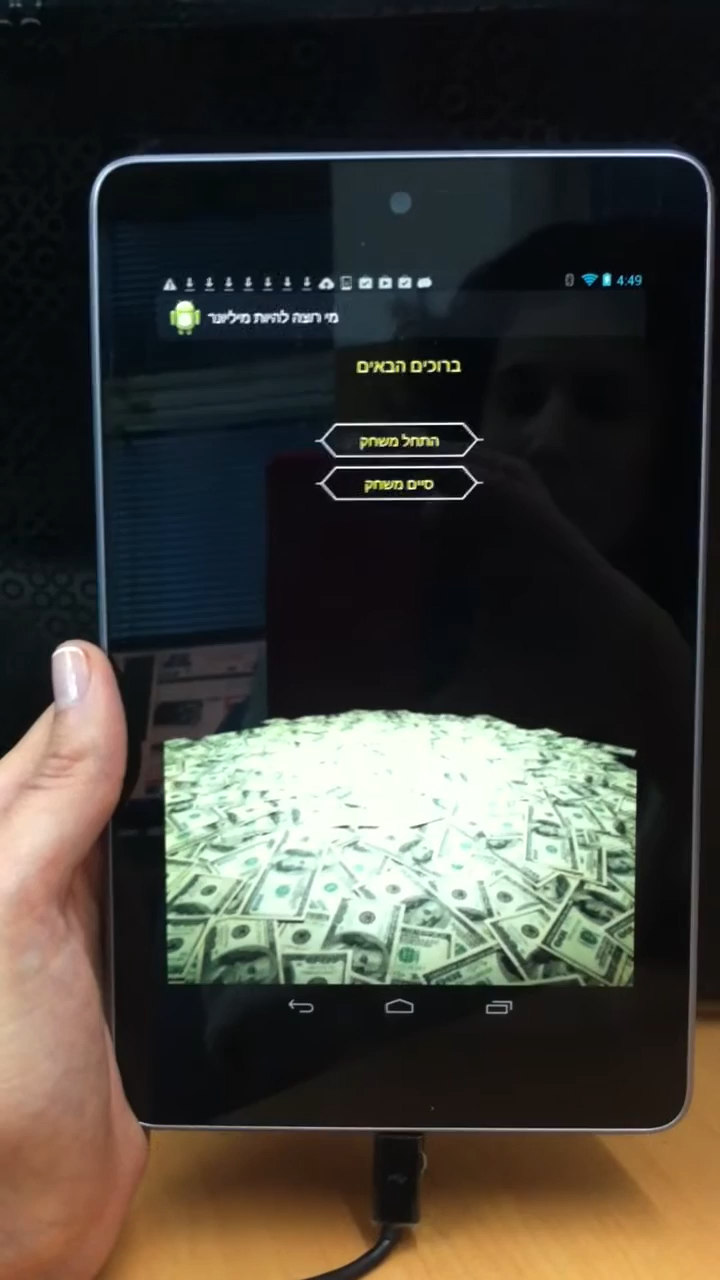 4:49
מי רוצה להיות מיליונר
ברוכים הבאים
התחל משחק
סיים משחק